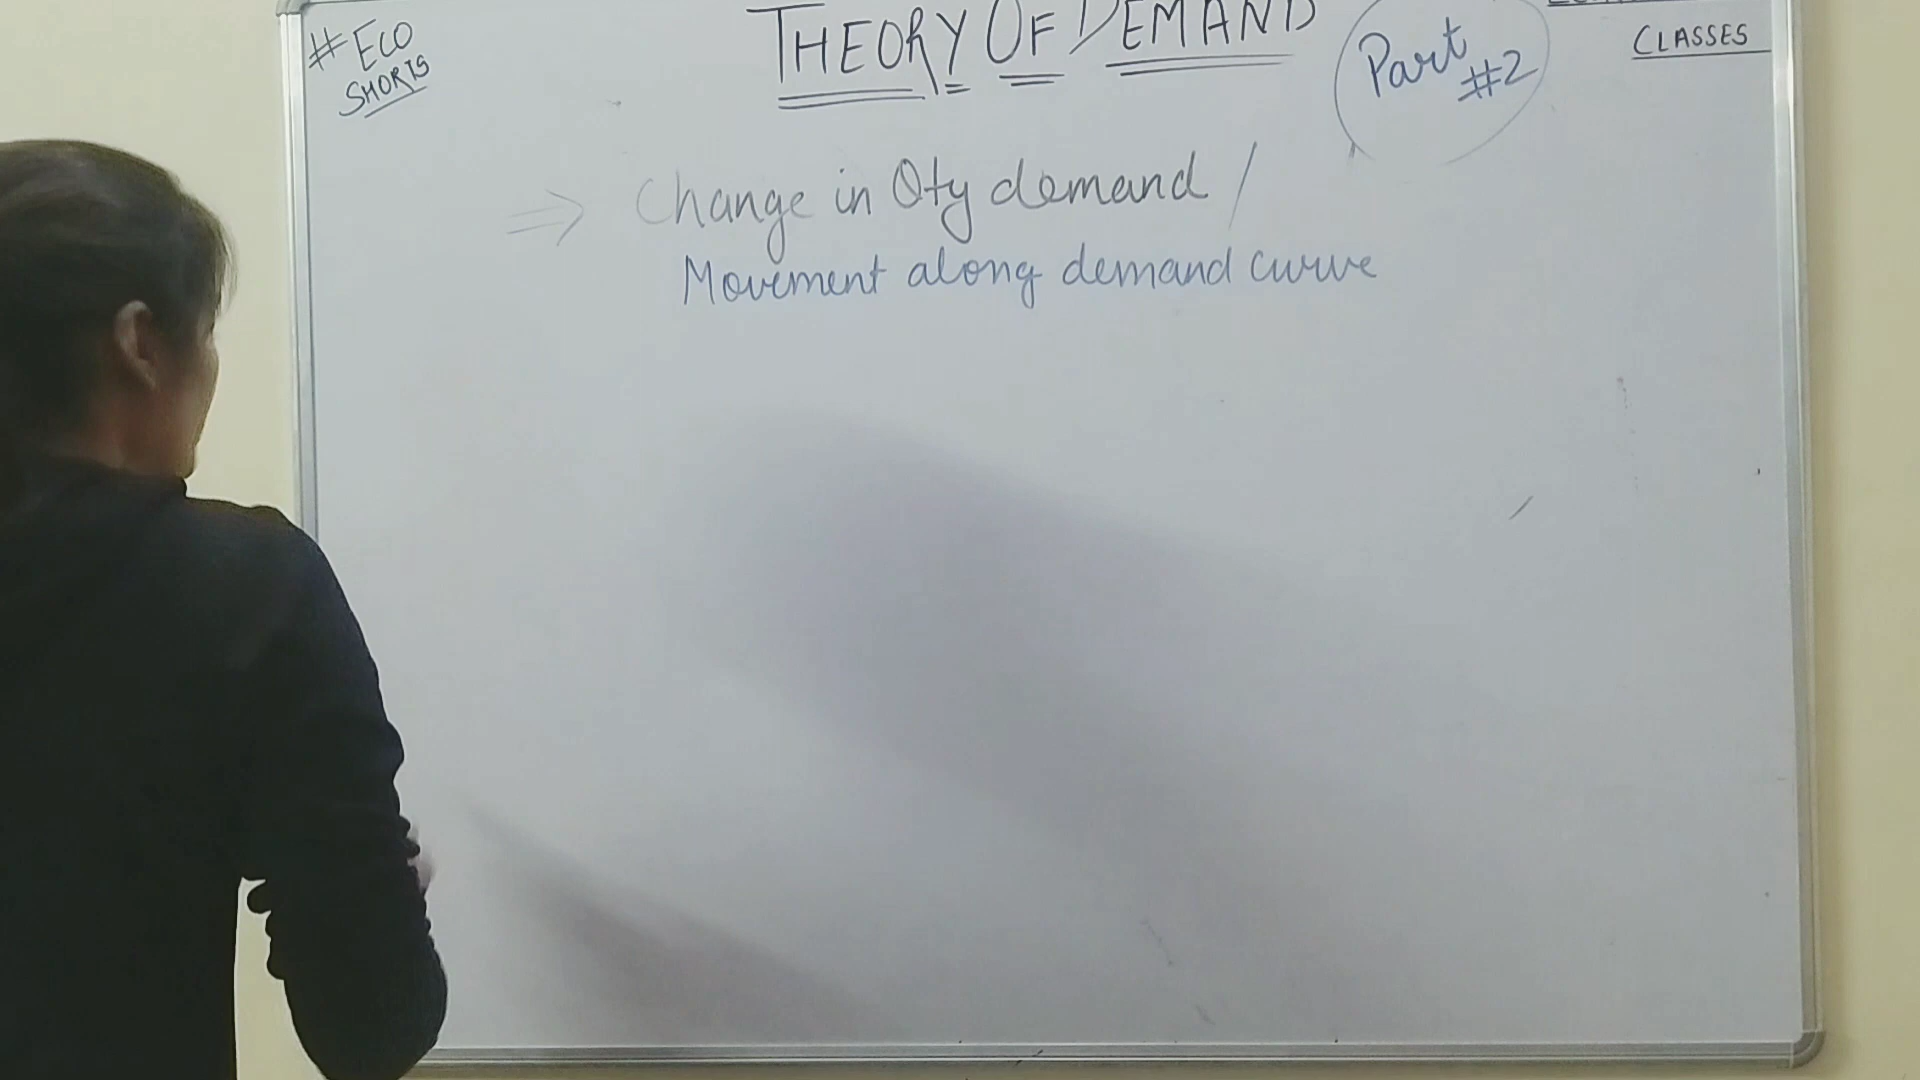 #ECO
SHORTS
THEORY OF DEMAND
Part
#2
CLASSES
⇒ Change in Qty demand /
Movement along demand curve